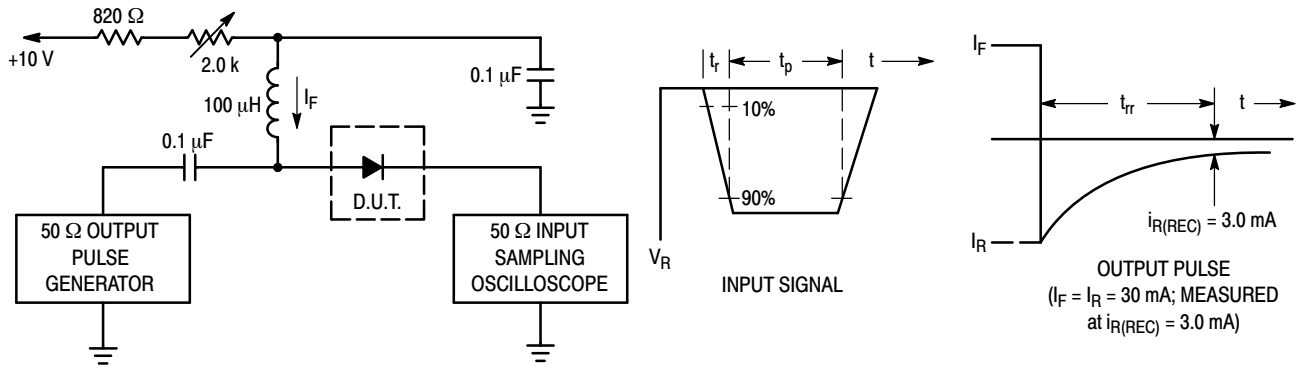 820 Ω
+10 V
2.0 k
100 μH
I_F
0.1 μF
0.1 μF
D.U.T.
50 Ω OUTPUT
PULSE
GENERATOR
50 Ω INPUT
SAMPLING
OSCILLOSCOPE
t_r
t_p
t
10%
90%
V_R
INPUT SIGNAL
I_F
t_rr
t
I_R
i_R(REC) = 3.0 mA
OUTPUT PULSE
(I_F = I_R = 30 mA; MEASURED
at i_R(REC) = 3.0 mA)